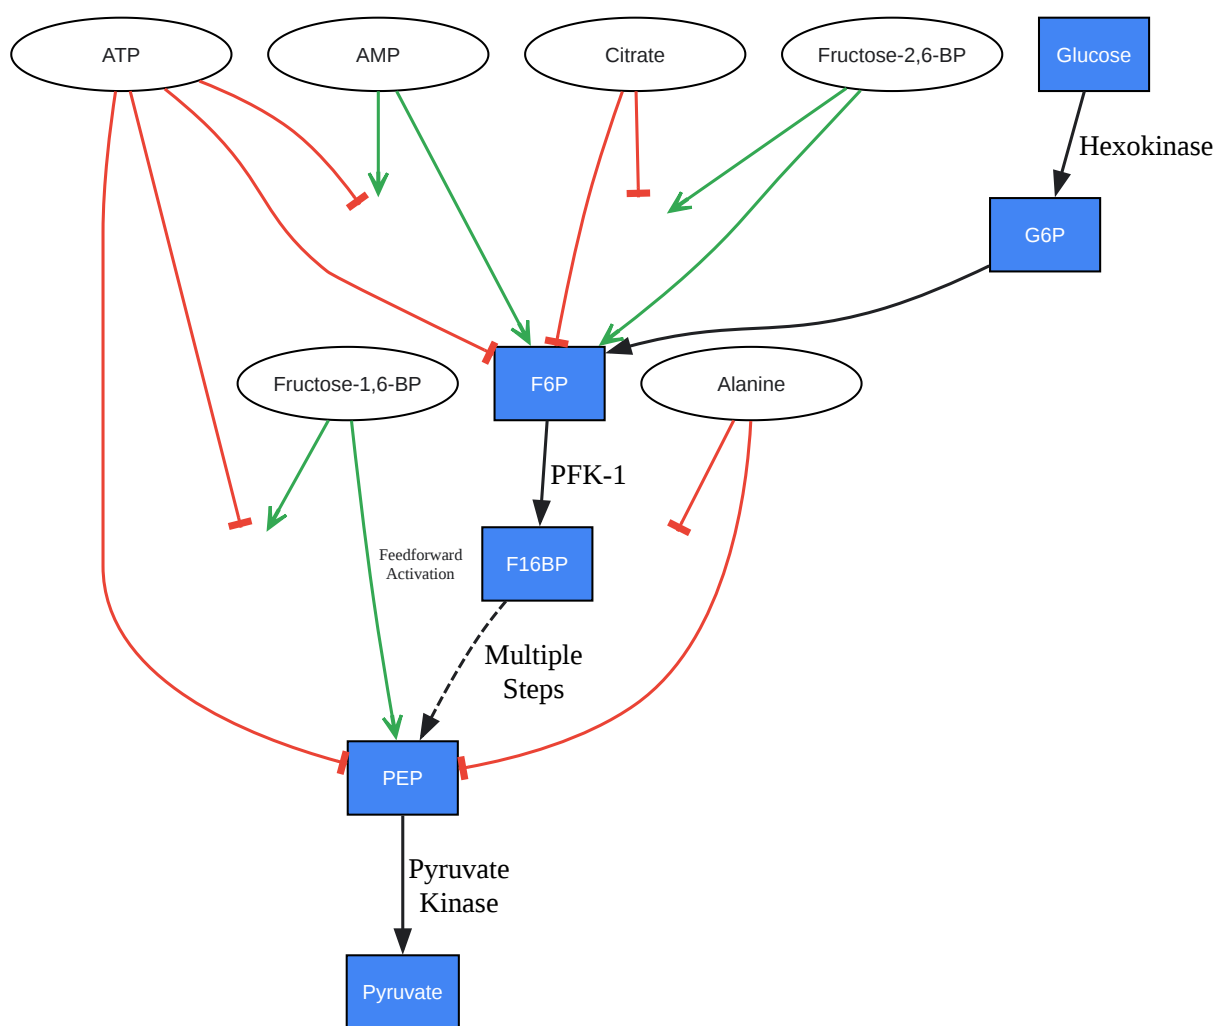 ATP
AMP
Citrate
Fructose-2,6-BP
Glucose
Hexokinase
G6P
Fructose-1,6-BP
F6P
Alanine
PFK-1
Feedforward
Activation
F16BP
Multiple
Steps
PEP
Pyruvate
Kinase
Pyruvate